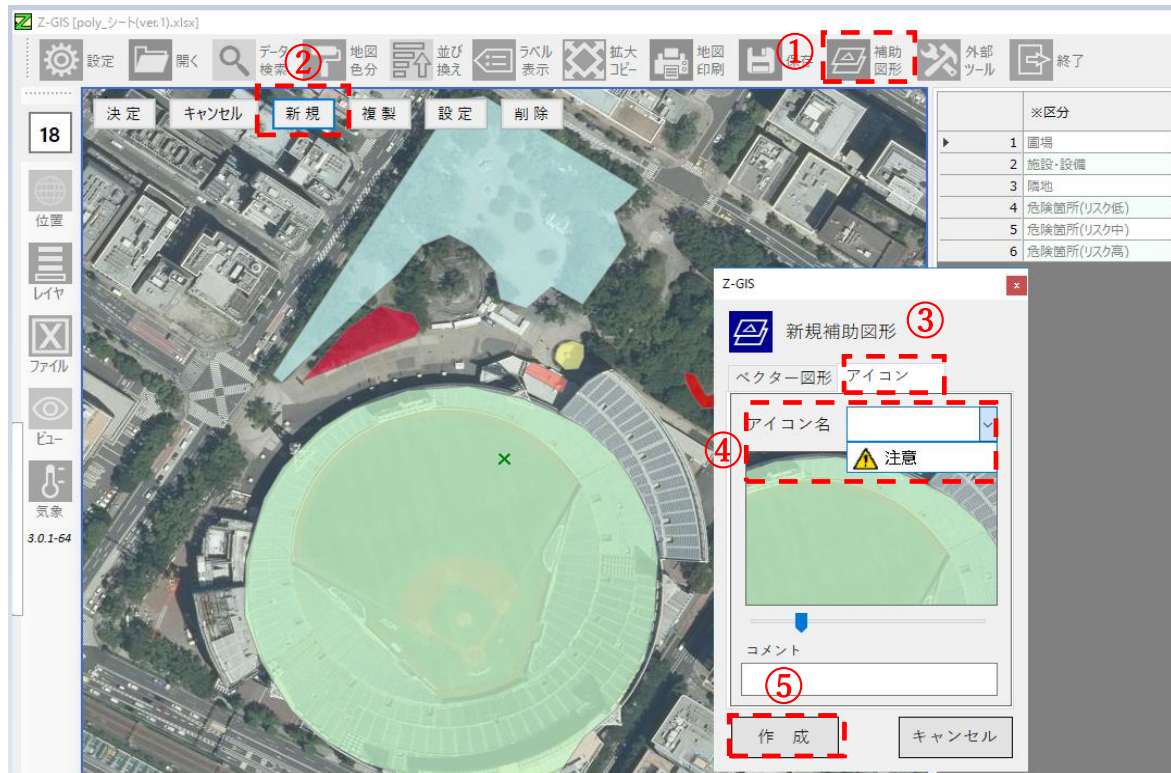 Z-GIS [poly_シート(ver.1).xlsx]
設定 開く データ検索 地図色分 並び換え ラベル表示 拡大コピー 地図印刷 保存 補助図形 外部ツール 終了
② ①
決定 キャンセル 新規 複製 設定 削除
※区分
18
1 圃場
2 施設・設備
3 隣地
4 危険箇所(リスク低)
5 危険箇所(リスク中)
6 危険箇所(リスク高)
位置
レイヤ
ファイル
ビュー
気象
3.0.1-64
Z-GIS x
新規補助図形 ③
ベクター図形 アイコン
アイコン名
④ 注意
コメント
⑤
作成 キャンセル